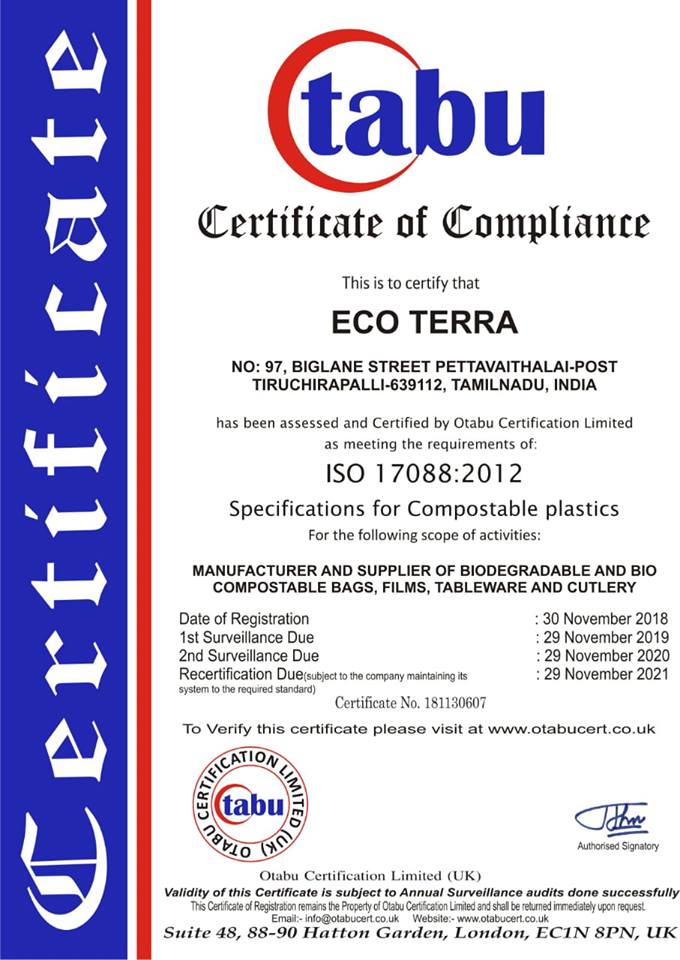 Certificate
Otabu
Certificate of Compliance
This is to certify that
ECO TERRA
NO: 97, BIGLANE STREET PETTAVAITHALAI-POST
TIRUCHIRAPALLI-639112, TAMILNADU, INDIA
has been assessed and Certified by Otabu Certification Limited
as meeting the requirements of:
ISO 17088:2012
Specifications for Compostable plastics
For the following scope of activities:
MANUFACTURER AND SUPPLIER OF BIODEGRADABLE AND BIO
COMPOSTABLE BAGS, FILMS, TABLEWARE AND CUTLERY
Date of Registration : 30 November 2018
1st Surveillance Due : 29 November 2019
2nd Surveillance Due : 29 November 2020
Recertification Due(subject to the company maintaining its : 29 November 2021
system to the required standard)
Certificate No. 181130607
To Verify this certificate please visit at www.otabucert.co.uk
OTABU CERTIFICATION LIMITED (UK)
Otabu
Authorised Signatory
Otabu Certification Limited (UK)
Validity of this Certificate is subject to Annual Surveillance audits done successfully
This Certificate of Registration remains the Property of Otabu Certification Limited and shall be returned immediately upon request.
Email:- info@otabucert.co.uk Website:- www.otabucert.co.uk
Suite 48, 88-90 Hatton Garden, London, EC1N 8PN, UK